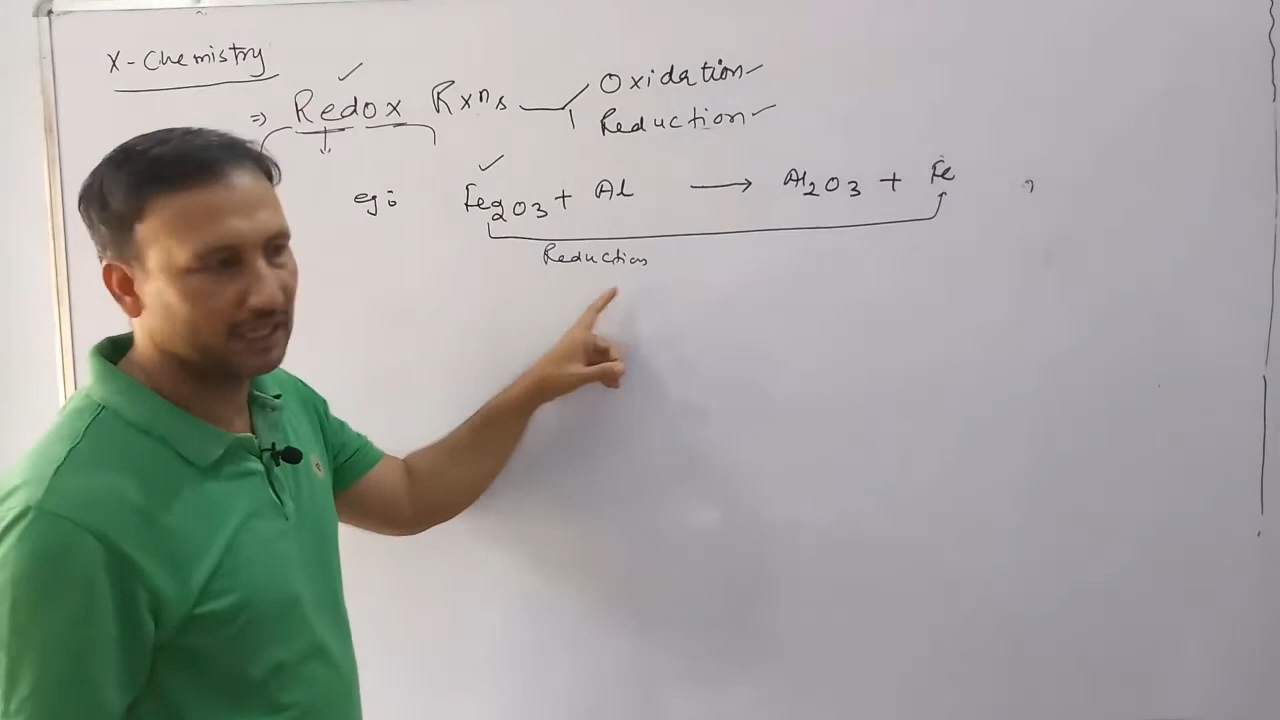 X-Chemistry
⇒ Redox Rxns
Oxidation
Reduction
eg: Fe2O3 + Al → Al2O3 + Fe
Reduction